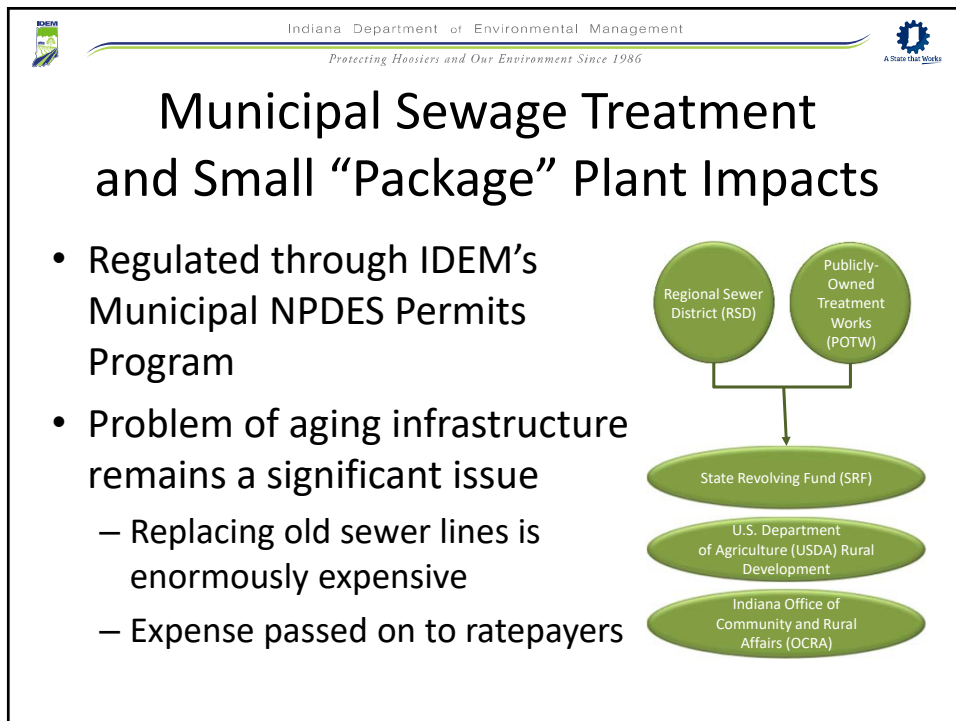 IDEM
Indiana Department of Environmental Management
Protecting Hoosiers and Our Environment Since 1986
A State that Works
Municipal Sewage Treatment
and Small “Package” Plant Impacts
• Regulated through IDEM’s
Municipal NPDES Permits
Program
• Problem of aging infrastructure
remains a significant issue
– Replacing old sewer lines is
enormously expensive
– Expense passed on to ratepayers
Regional Sewer
District (RSD)
Publicly-
Owned
Treatment
Works
(POTW)
State Revolving Fund (SRF)
U.S. Department
of Agriculture (USDA) Rural
Development
Indiana Office of
Community and Rural
Affairs (OCRA)